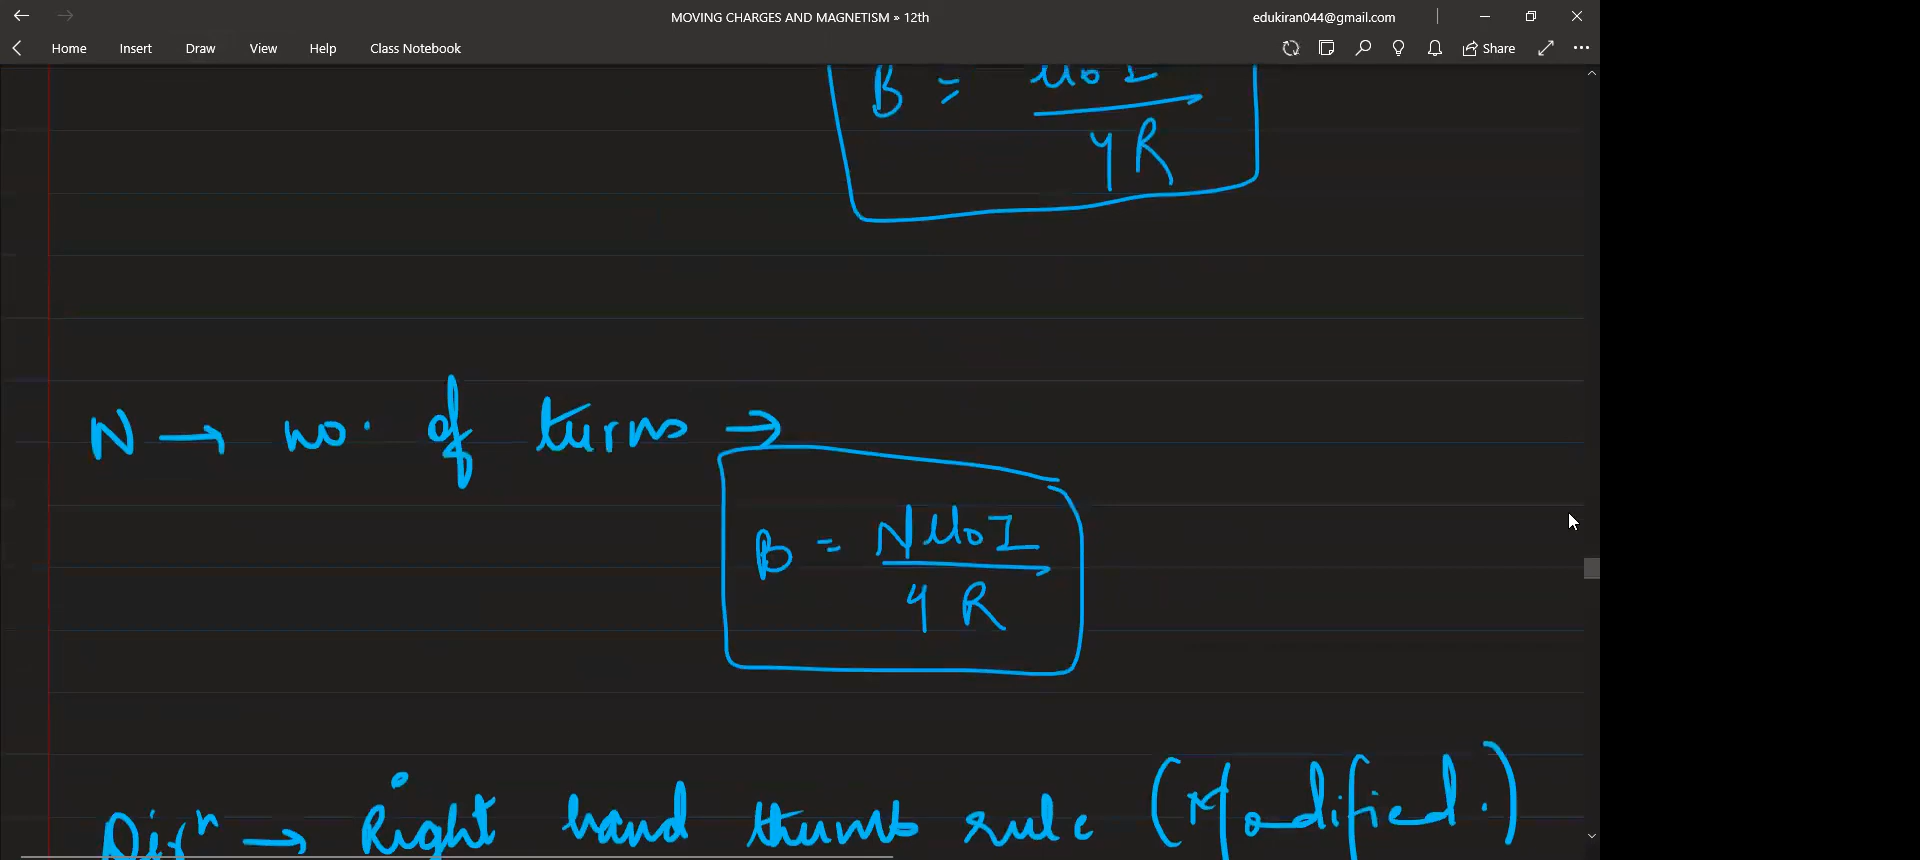 MOVING CHARGES AND MAGNETISM » 12th
edukiran044@gmail.com
Home Insert Draw View Help Class Notebook
Share
B = μ₀I
4R
N → no. of turns →
B = Nμ₀I
4 R
Dirⁿ → Right hand thumb rule (Modified.)